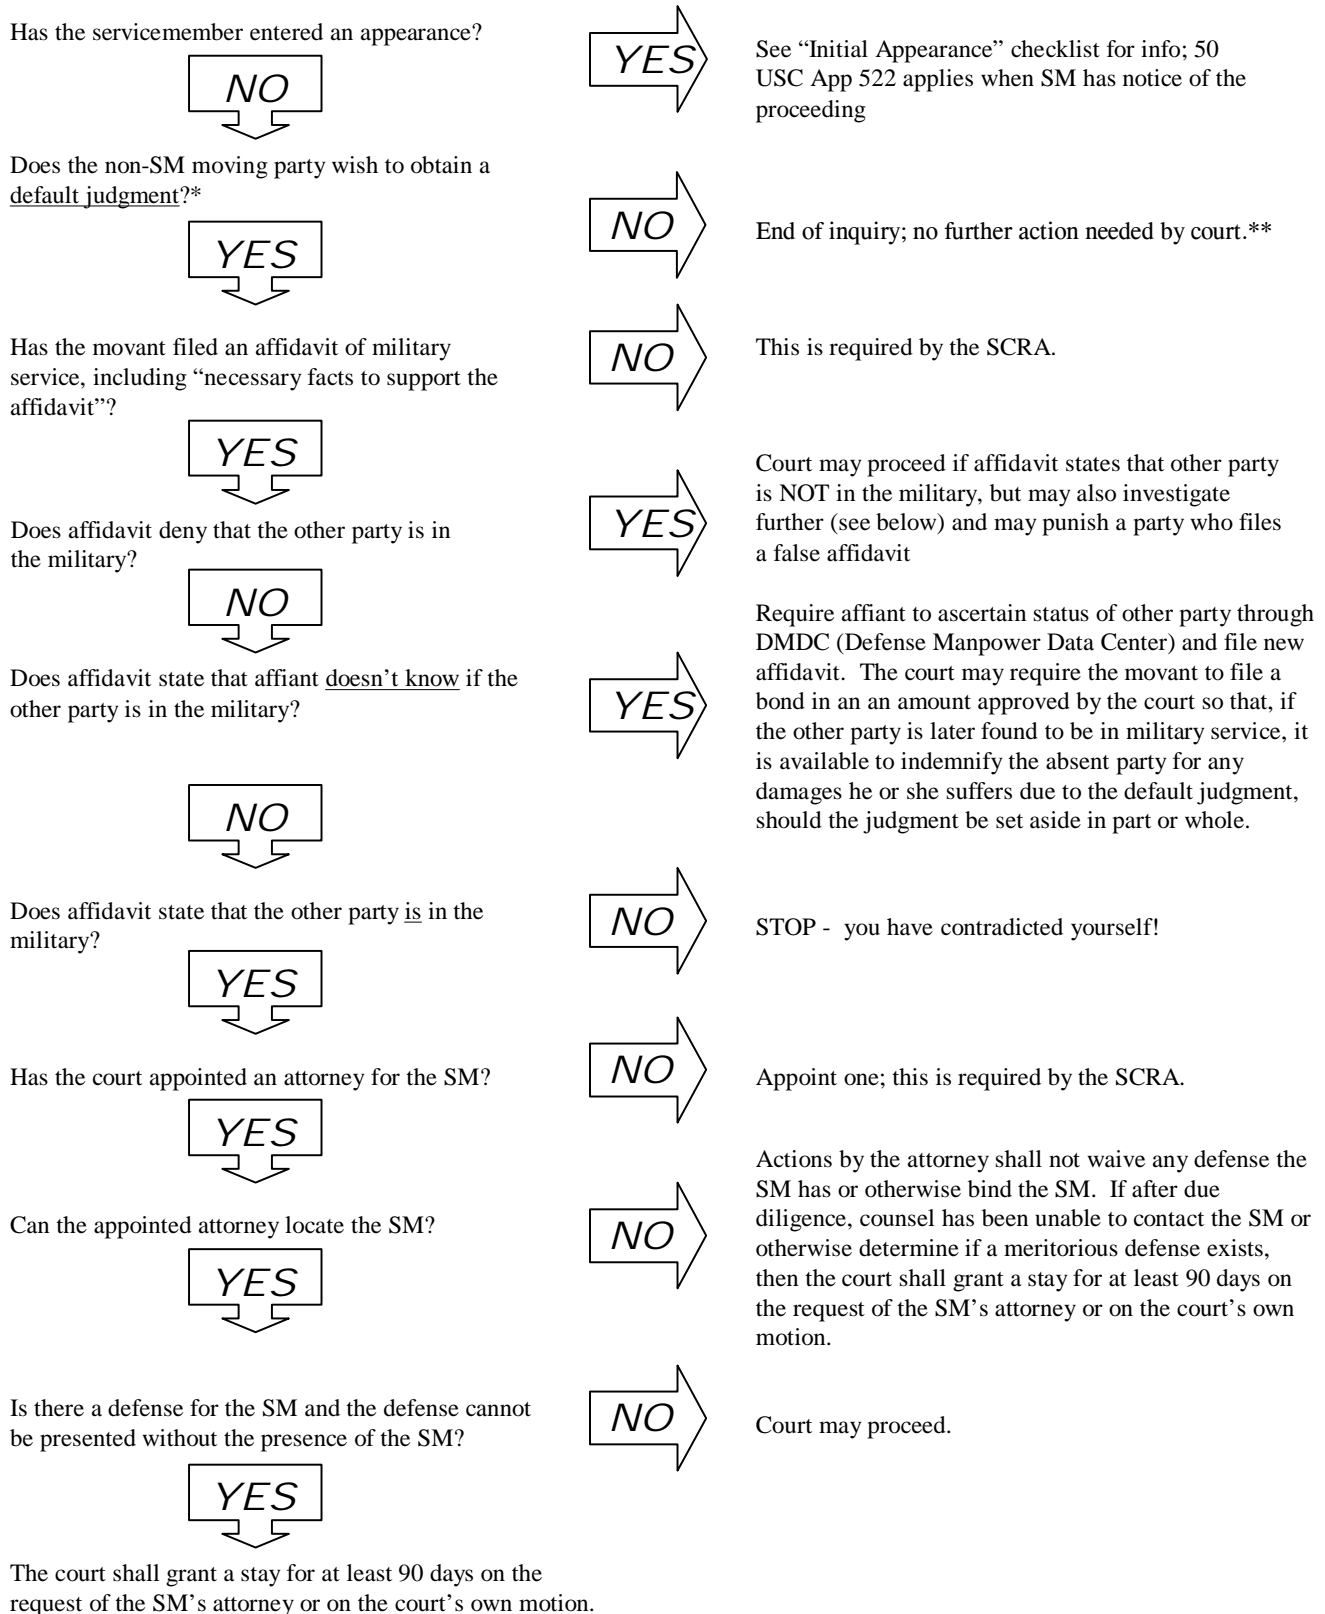 Has the servicemember entered an appearance?
YES
See “Initial Appearance” checklist for info; 50
USC App 522 applies when SM has notice of the
proceeding
NO
Does the non-SM moving party wish to obtain a
default judgment?*
NO
End of inquiry; no further action needed by court.**
YES
Has the movant filed an affidavit of military
service, including “necessary facts to support the
affidavit”?
NO
This is required by the SCRA.
YES
Does affidavit deny that the other party is in
the military?
YES
Court may proceed if affidavit states that other party
is NOT in the military, but may also investigate
further (see below) and may punish a party who files
a false affidavit
NO
Does affidavit state that affiant doesn’t know if the
other party is in the military?
YES
Require affiant to ascertain status of other party through
DMDC (Defense Manpower Data Center) and file new
affidavit.  The court may require the movant to file a
bond in an an amount approved by the court so that, if
the other party is later found to be in military service, it
is available to indemnify the absent party for any
damages he or she suffers due to the default judgment,
should the judgment be set aside in part or whole.
NO
Does affidavit state that the other party is in the
military?
NO
STOP -  you have contradicted yourself!
YES
Has the court appointed an attorney for the SM?
NO
Appoint one; this is required by the SCRA.
YES
Can the appointed attorney locate the SM?
NO
Actions by the attorney shall not waive any defense the
SM has or otherwise bind the SM.  If after due
diligence, counsel has been unable to contact the SM or
otherwise determine if a meritorious defense exists,
then the court shall grant a stay for at least 90 days on
the request of the SM’s attorney or on the court’s own
motion.
YES
Is there a defense for the SM and the defense cannot
be presented without the presence of the SM?
NO
Court may proceed.
YES
The court shall grant a stay for at least 90 days on the
request of the SM’s attorney or on the court’s own motion.